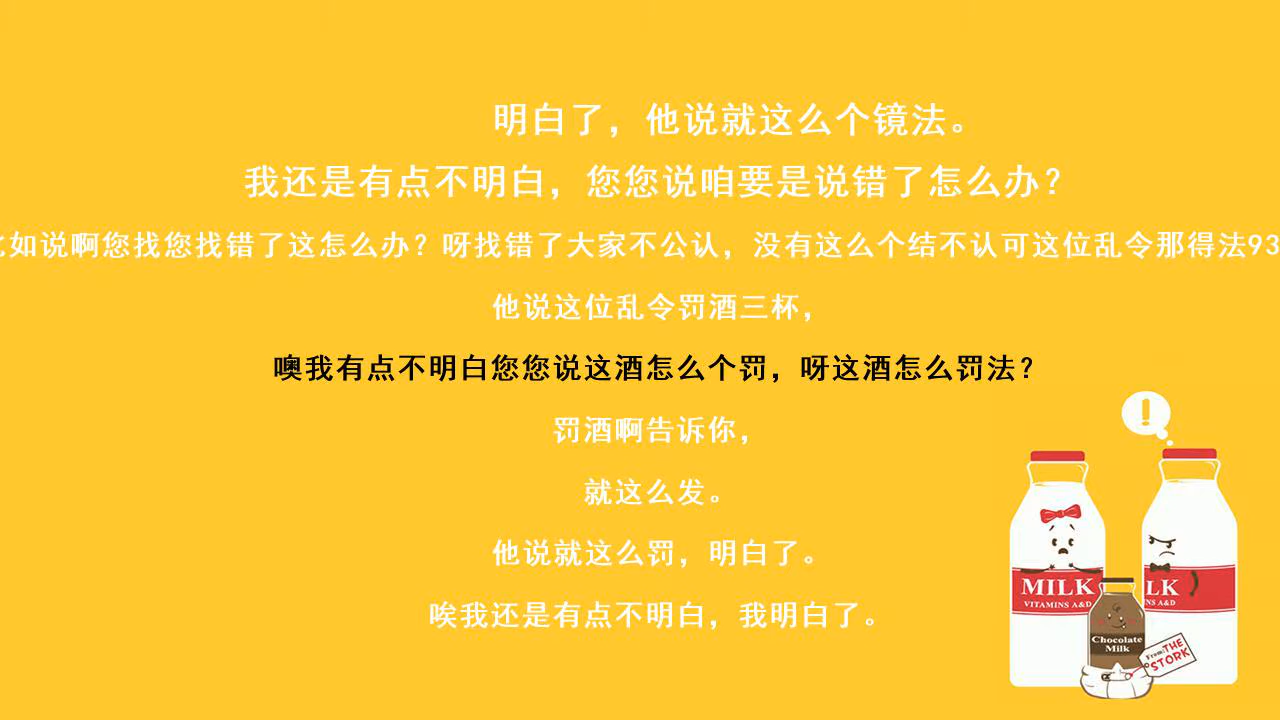 明白了，他说就这么个镜法。
我还是有点不明白，您您说咱要是说错了怎么办？
比如说啊您找您找错了这怎么办？呀找错了大家不公认，没有这么个结不认可这位乱令那得法93
他说这位乱令罚酒三杯，
噢我有点不明白您您说这酒怎么个罚，呀这酒怎么罚法？
罚酒啊告诉你，
就这么发。
他说就这么罚，明白了。
唉我还是有点不明白，我明白了。
!
MILK
VITAMINS A&D
LK
NS A&D
Chocolate
Milk
From: THE
STORK